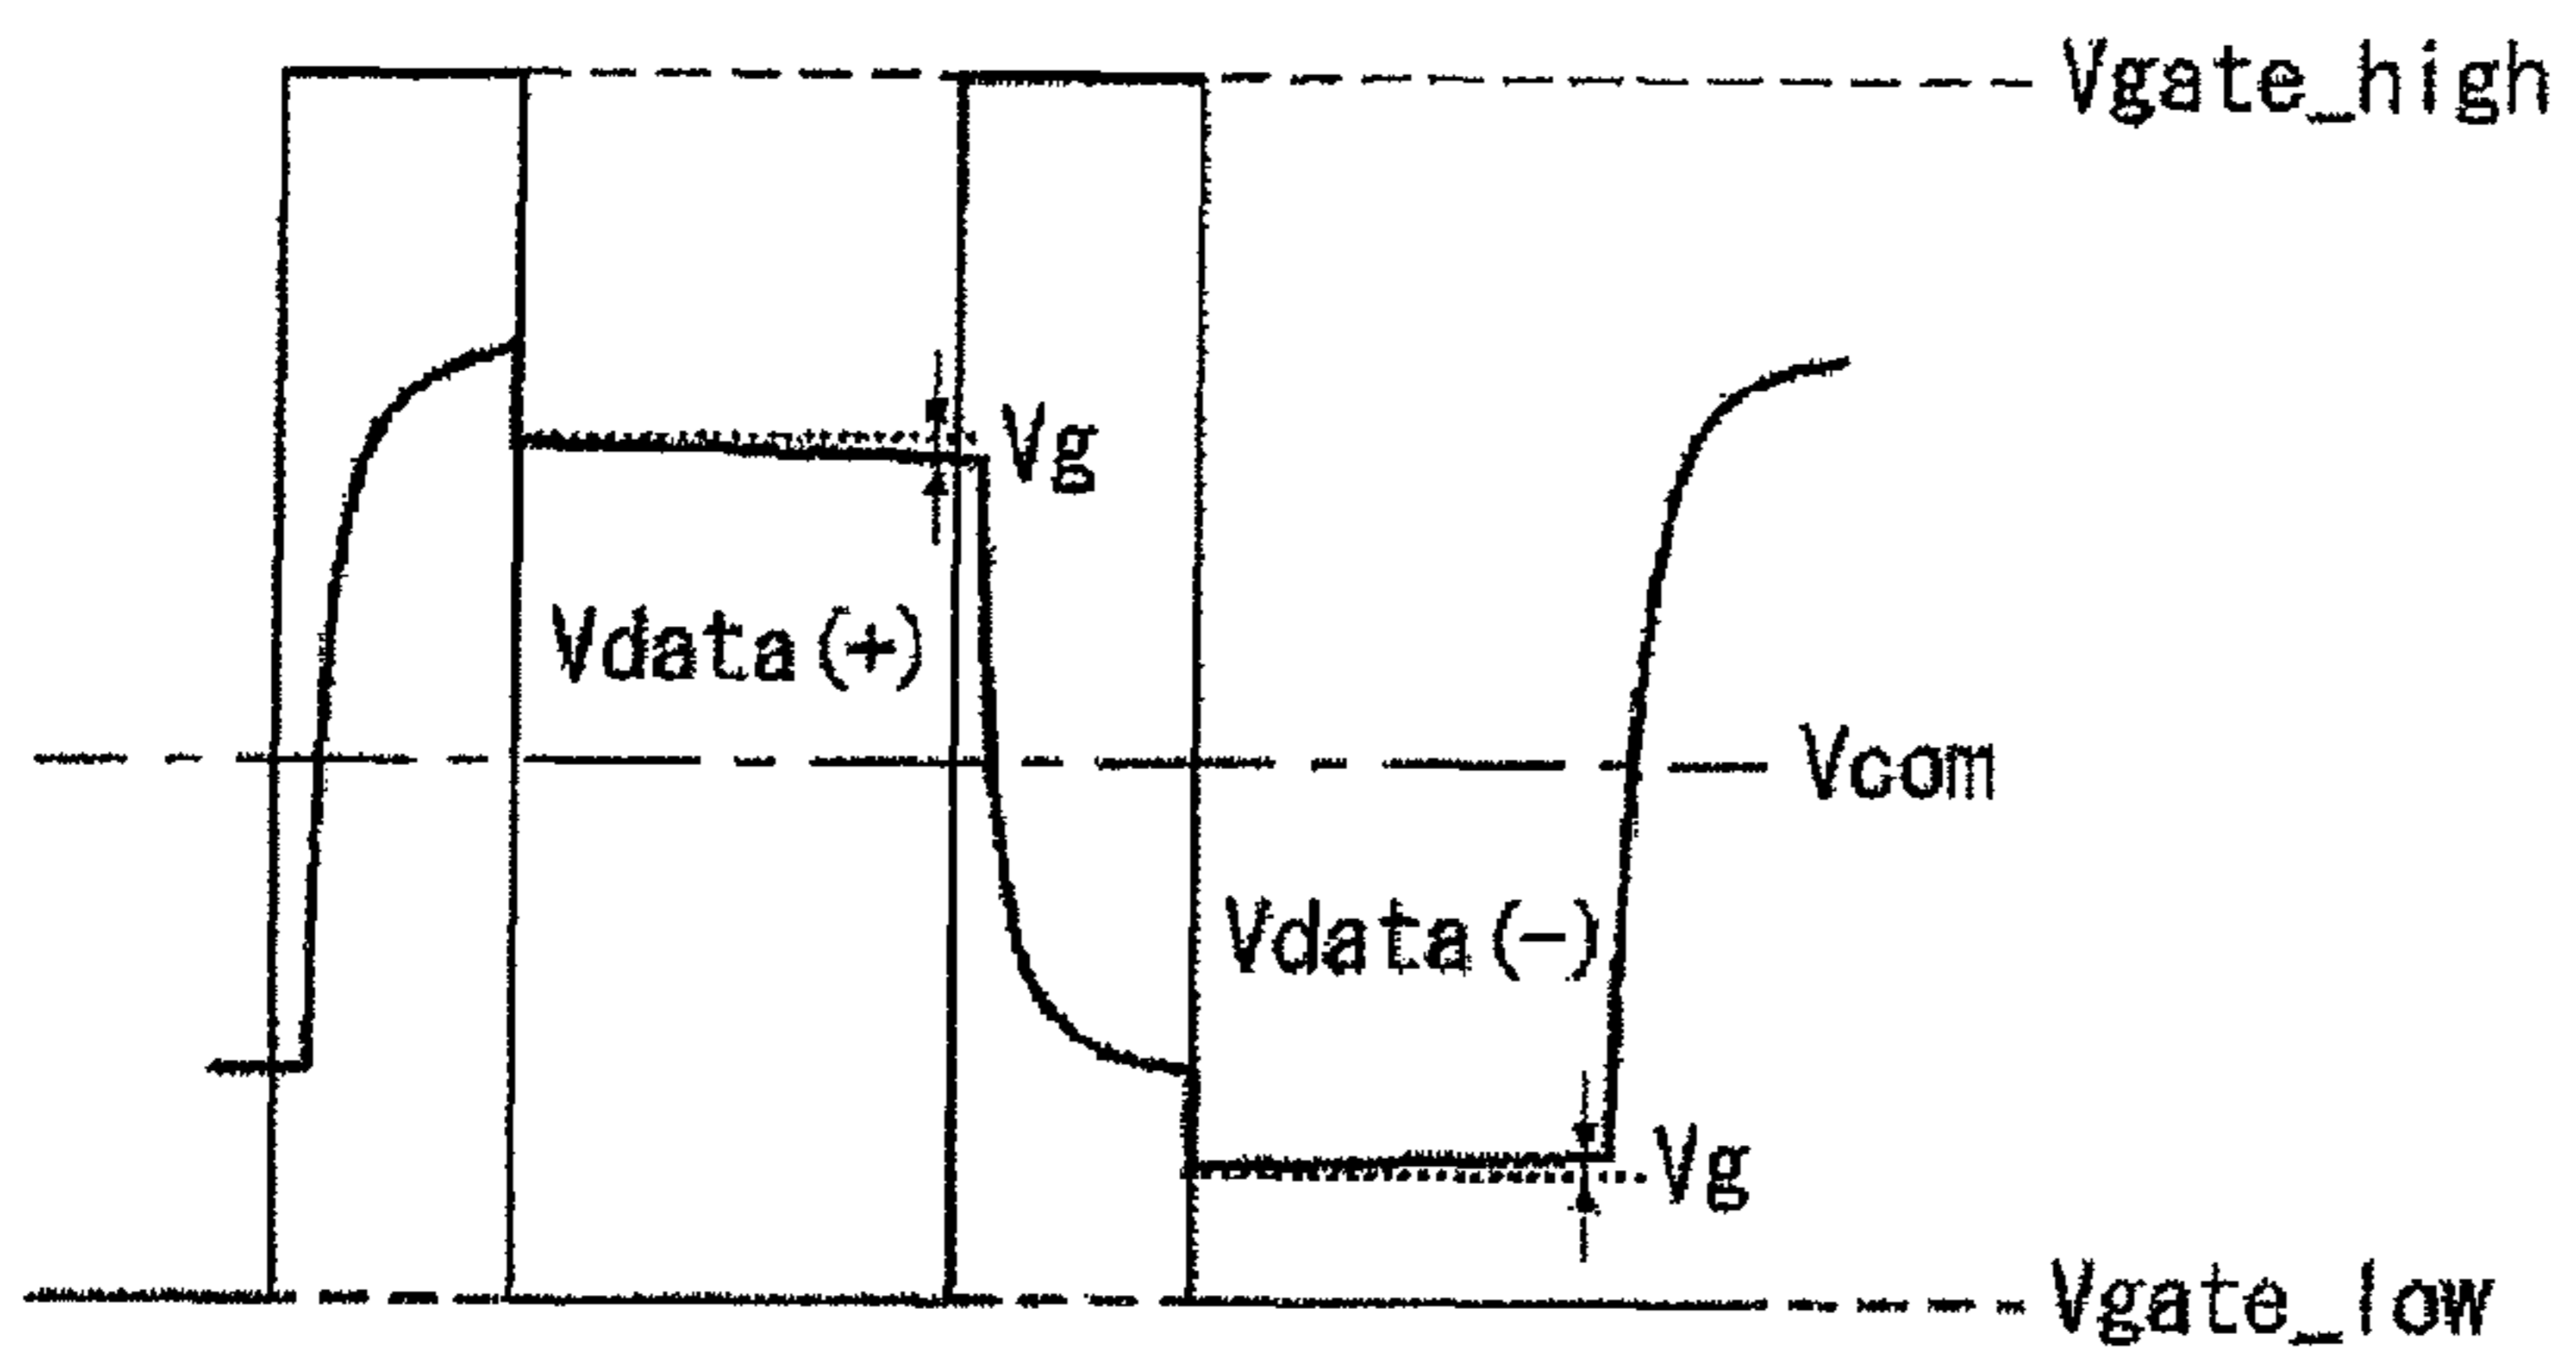 Vgate_high
Vg
Vdata(+)
Vcom
Vdata(-)
Vg
Vgate_low